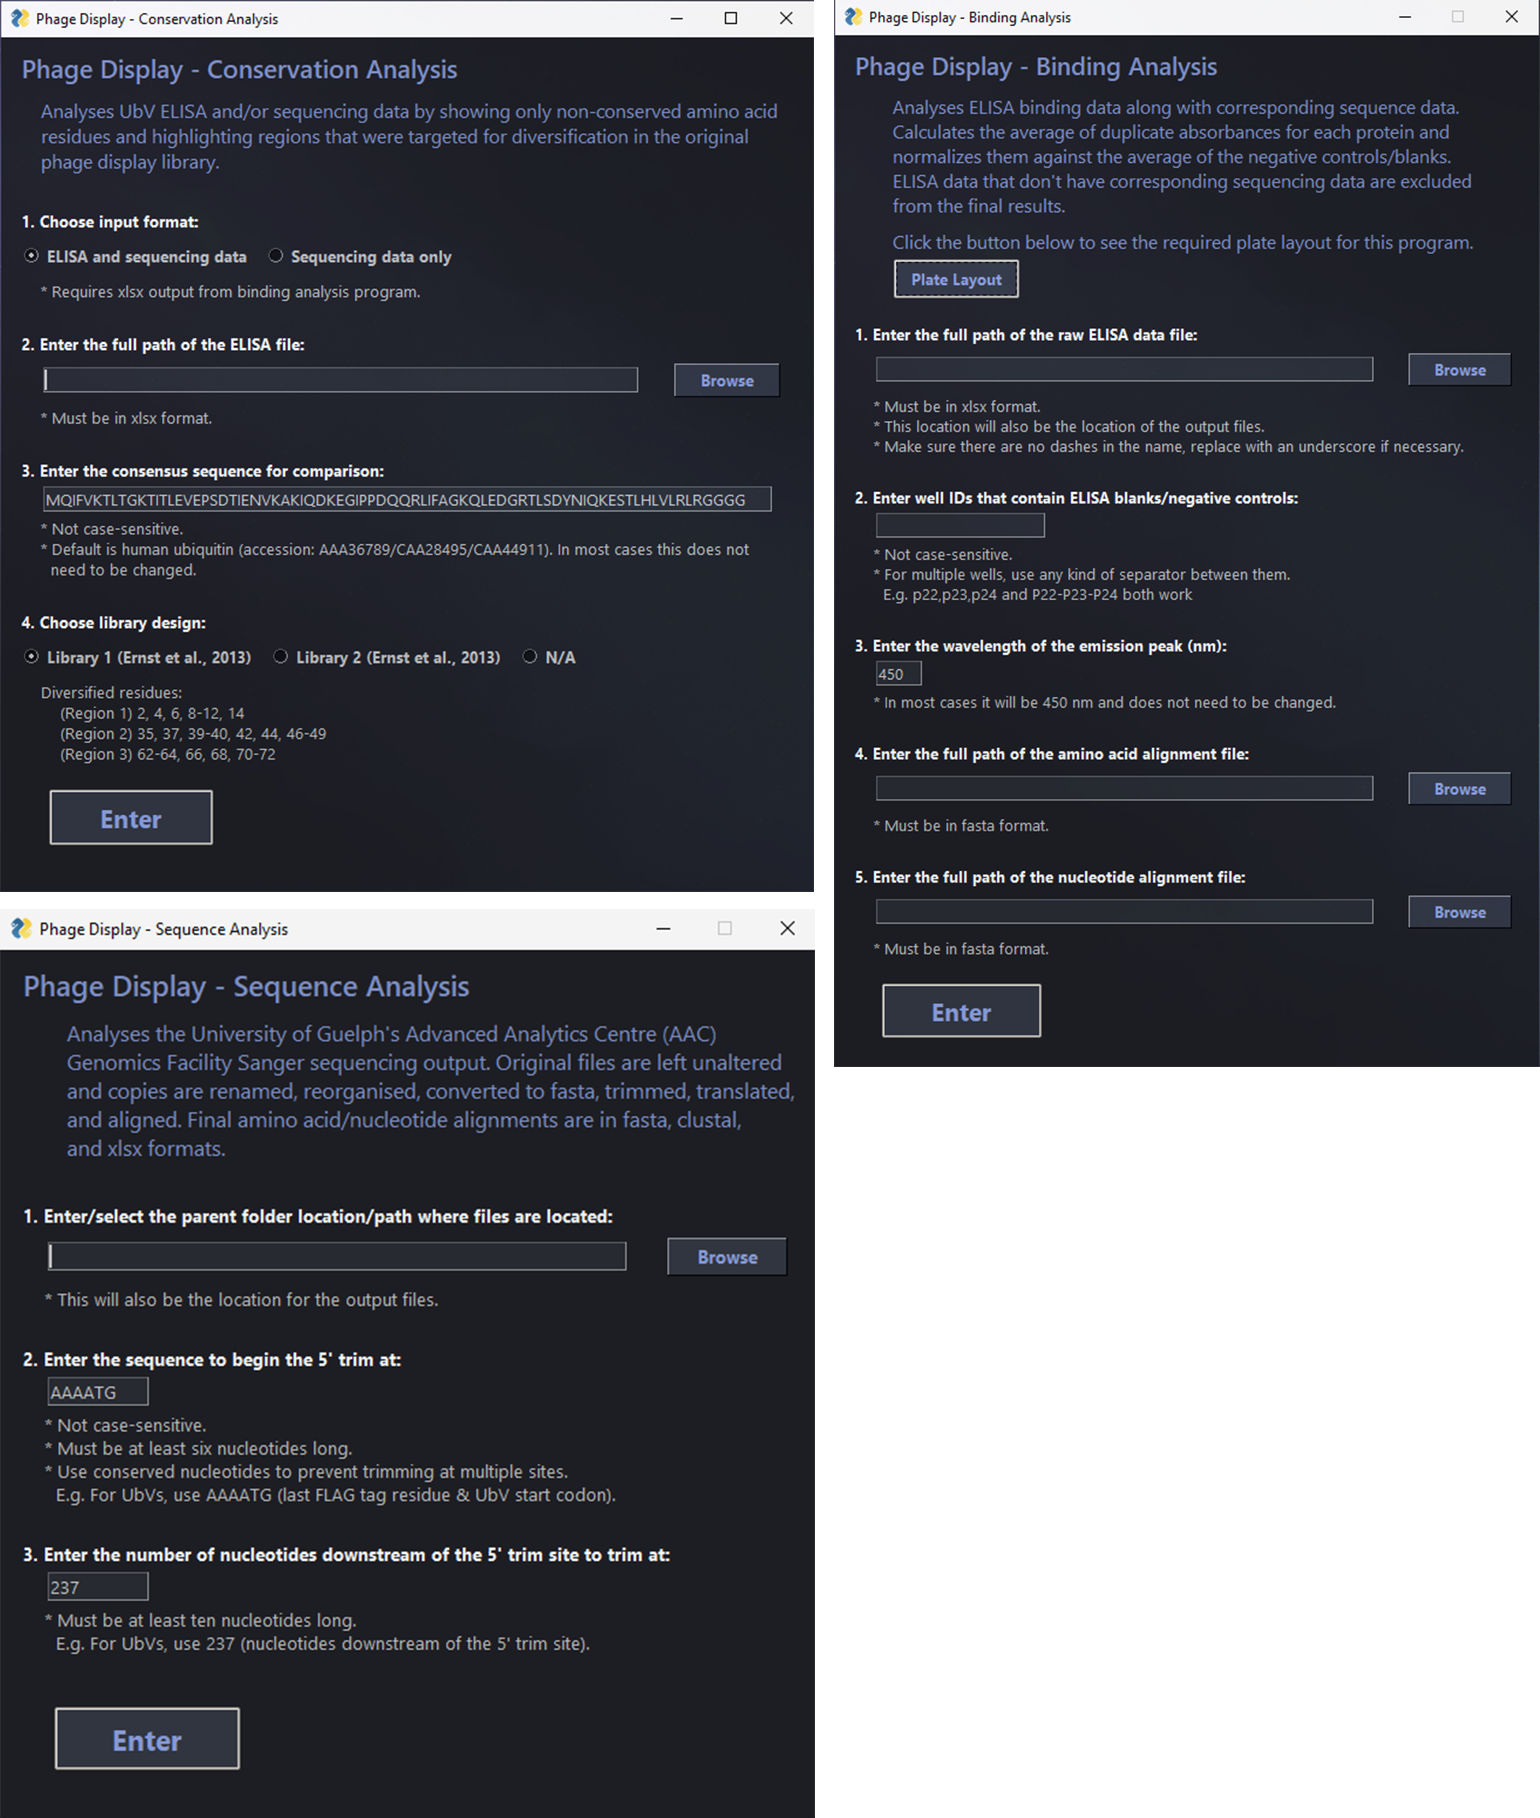 Phage Display - Conservation Analysis
Phage Display - Conservation Analysis
Analyses UbV ELISA and/or sequencing data by showing only non-conserved amino acid
residues and highlighting regions that were targeted for diversification in the original
phage display library.
1. Choose input format:
ELISA and sequencing data Sequencing data only
* Requires xlsx output from binding analysis program.
2. Enter the full path of the ELISA file:
Browse
* Must be in xlsx format.
3. Enter the consensus sequence for comparison:
MQIFVKTLTGKTITLEVEPSDTIENVKAKIQDKEGIPPDQQRLIFAGKQLEDGRTLSDYNIQKESTLHLVLRLRGGGG
* Not case-sensitive.
* Default is human ubiquitin (accession: AAA36789/CAA28495/CAA44911). In most cases this does not
need to be changed.
4. Choose library design:
Library 1 (Ernst et al., 2013) Library 2 (Ernst et al., 2013) N/A
Diversified residues:
(Region 1) 2, 4, 6, 8-12, 14
(Region 2) 35, 37, 39-40, 42, 44, 46-49
(Region 3) 62-64, 66, 68, 70-72
Enter
Phage Display - Binding Analysis
Phage Display - Binding Analysis
Analyses ELISA binding data along with corresponding sequence data.
Calculates the average of duplicate absorbances for each protein and
normalizes them against the average of the negative controls/blanks.
ELISA data that don't have corresponding sequencing data are excluded
from the final results.
Click the button below to see the required plate layout for this program.
Plate Layout
1. Enter the full path of the raw ELISA data file:
Browse
* Must be in xlsx format.
* This location will also be the location of the output files.
* Make sure there are no dashes in the name, replace with an underscore if necessary.
2. Enter well IDs that contain ELISA blanks/negative controls:
* Not case-sensitive.
* For multiple wells, use any kind of separator between them.
E.g. p22,p23,p24 and P22-P23-P24 both work
3. Enter the wavelength of the emission peak (nm):
450
* In most cases it will be 450 nm and does not need to be changed.
4. Enter the full path of the amino acid alignment file:
Browse
* Must be in fasta format.
5. Enter the full path of the nucleotide alignment file:
Browse
* Must be in fasta format.
Enter
Phage Display - Sequence Analysis
Phage Display - Sequence Analysis
Analyses the University of Guelph's Advanced Analytics Centre (AAC)
Genomics Facility Sanger sequencing output. Original files are left unaltered
and copies are renamed, reorganised, converted to fasta, trimmed, translated,
and aligned. Final amino acid/nucleotide alignments are in fasta, clustal,
and xlsx formats.
1. Enter/select the parent folder location/path where files are located:
Browse
* This will also be the location for the output files.
2. Enter the sequence to begin the 5' trim at:
AAAATG
* Not case-sensitive.
* Must be at least six nucleotides long.
* Use conserved nucleotides to prevent trimming at multiple sites.
E.g. For UbVs, use AAAATG (last FLAG tag residue & UbV start codon).
3. Enter the number of nucleotides downstream of the 5' trim site to trim at:
237
* Must be at least ten nucleotides long.
E.g. For UbVs, use 237 (nucleotides downstream of the 5' trim site).
Enter